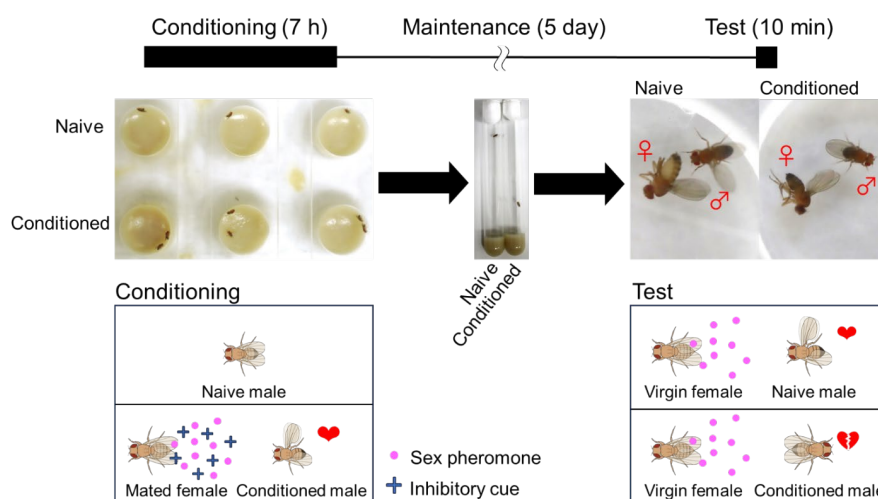 Conditioning (7 h) Maintenance (5 day) Test (10 min)
Naive
Conditioned
Naive
Conditioned
Naive Conditioned
♀ ♂ ♀ ♂
Conditioning
Naive male
Mated female Conditioned male
Sex pheromone
Inhibitory cue
Test
Virgin female Naive male
Virgin female Conditioned male